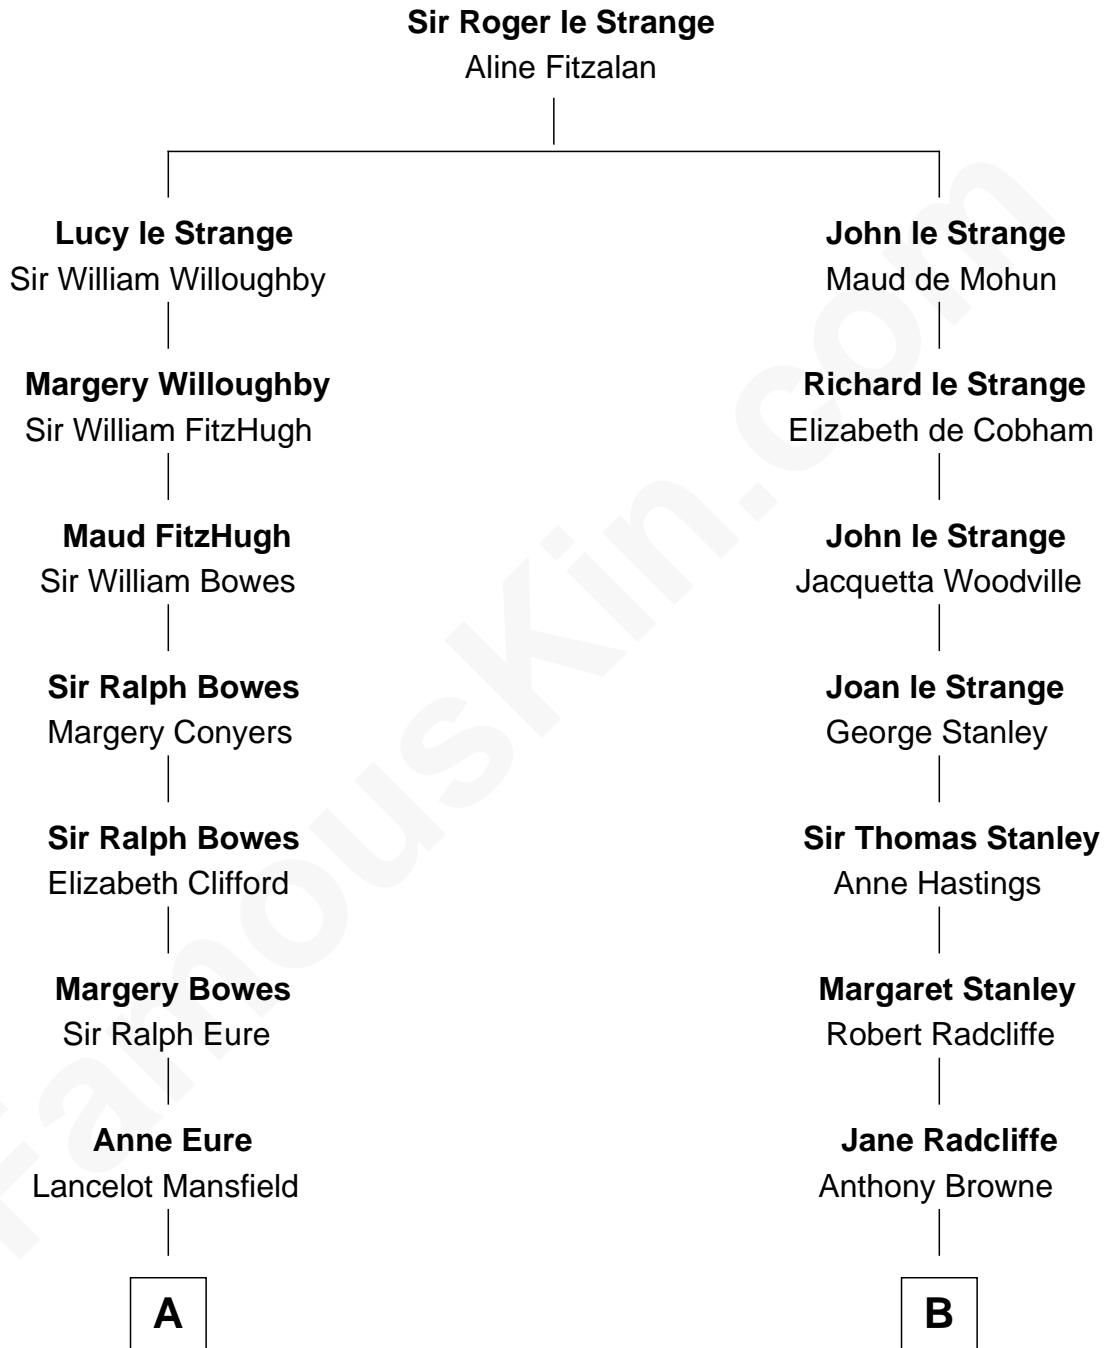 Sir Roger le Strange
Aline Fitzalan
Lucy le Strange
Sir William Willoughby
John le Strange
Maud de Mohun
Margery Willoughby
Sir William FitzHugh
Richard le Strange
Elizabeth de Cobham
Maud FitzHugh
Sir William Bowes
John le Strange
Jacquetta Woodville
Sir Ralph Bowes
Margery Conyers
Joan le Strange
George Stanley
Sir Ralph Bowes
Elizabeth Clifford
Sir Thomas Stanley
Anne Hastings
Margery Bowes
Sir Ralph Eure
Margaret Stanley
Robert Radcliffe
Anne Eure
Lancelot Mansfield
Jane Radcliffe
Anthony Browne
A
B
FamousKin.com